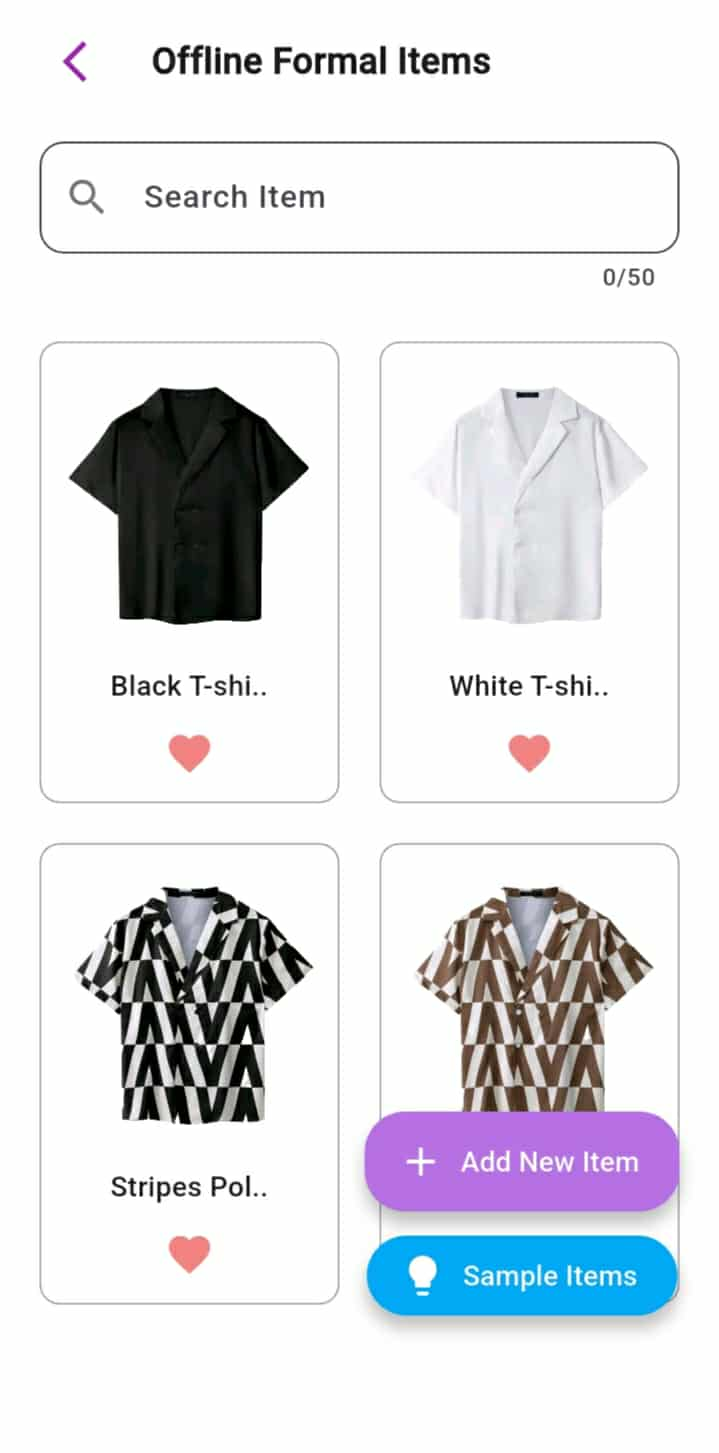 Offline Formal Items
Search Item
0/50
Black T-shi..
White T-shi..
Stripes Pol..
Add New Item
Sample Items